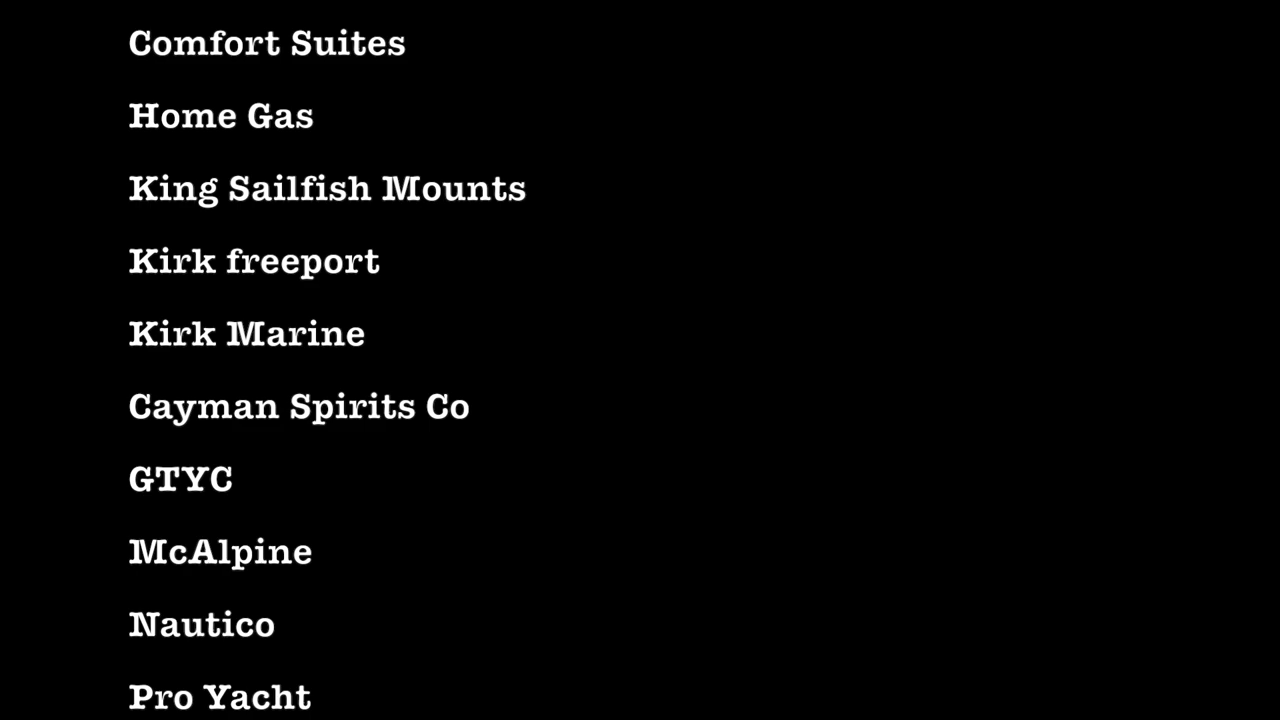 Comfort Suites
Home Gas
King Sailfish Mounts
Kirk freeport
Kirk Marine
Cayman Spirits Co
GTYC
McAlpine
Nautico
Pro Yacht